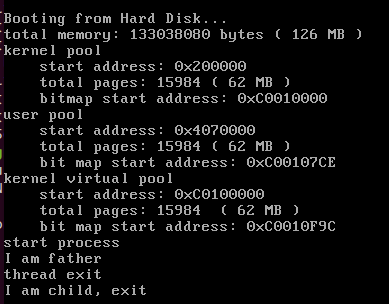 Booting from Hard Disk...
total memory: 133038080 bytes ( 126 MB )
kernel pool
    start address: 0x200000
    total pages: 15984 ( 62 MB )
    bitmap start address: 0xC0010000
user pool
    start address: 0x4070000
    total pages: 15984 ( 62 MB )
    bit map start address: 0xC00107CE
kernel virtual pool
    start address: 0xC0100000
    total pages: 15984  ( 62 MB )
    bit map start address: 0xC0010F9C
start process
I am father
thread exit
I am child, exit